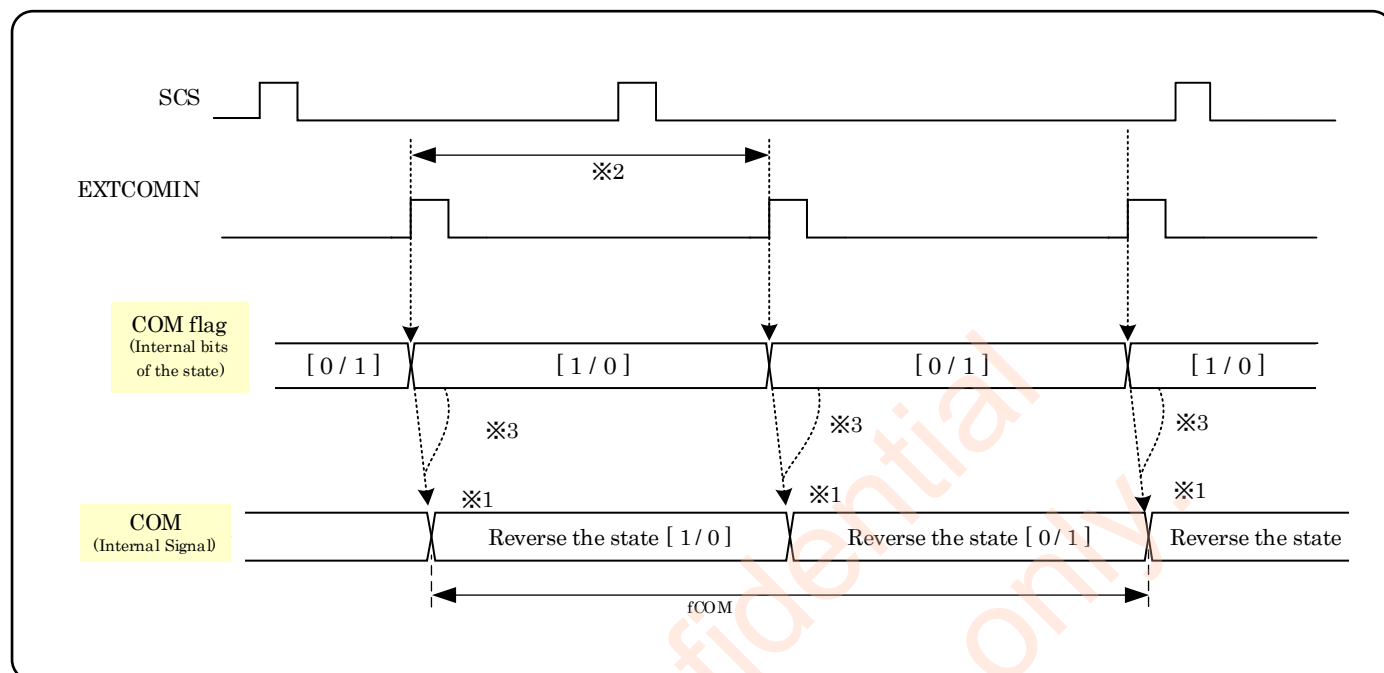 SCS
※2
EXTCOMIN
COM flag
(Internal bits
of the state)
[ 0 / 1 ]
[ 1 / 0 ]
[ 0 / 1 ]
[ 1 / 0 ]
※3
※3
※3
※1
※1
※1
COM
(Internal Signal)
Reverse the state [ 1 / 0 ]
Reverse the state [ 0 / 1 ]
Reverse the state
fCOM
fidential
only.